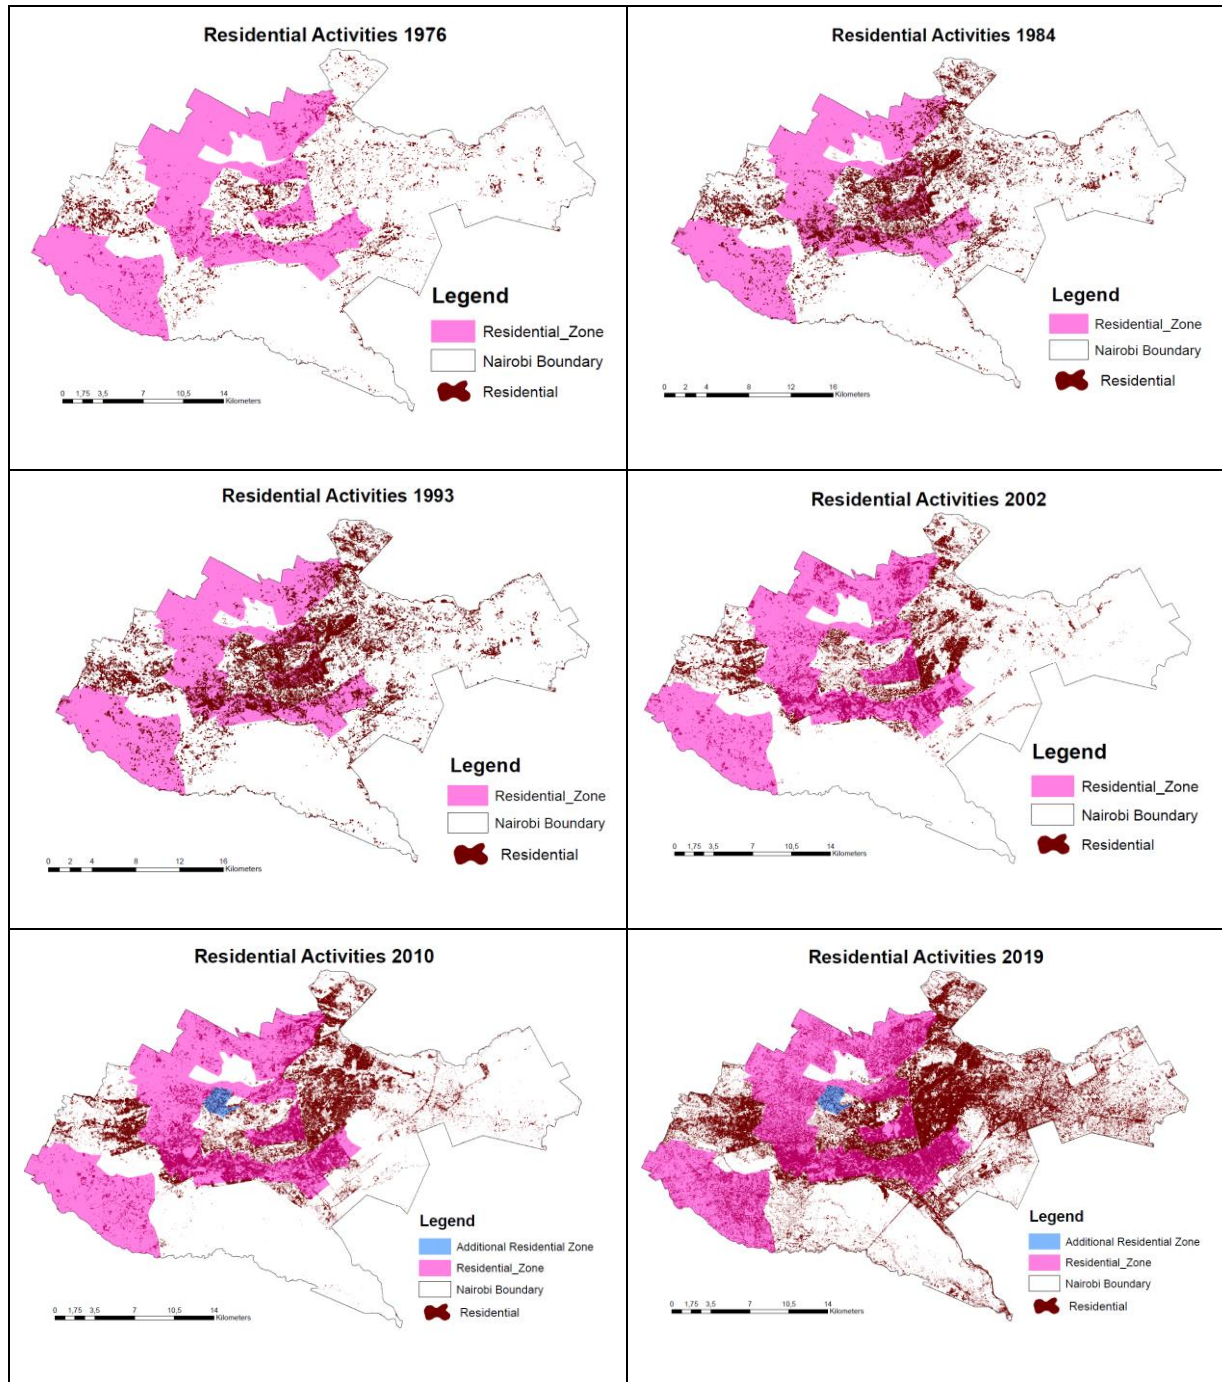 Residential Activities 1976
Legend
Residential_Zone
Nairobi Boundary
Residential
0 1,75 3,5 7 10,5 14
Kilometers
Residential Activities 1984
Legend
Residential_Zone
Nairobi Boundary
Residential
0 2 4 8 12 16
Kilometers
Residential Activities 1993
Legend
Residential_Zone
Nairobi Boundary
Residential
0 2 4 8 12 16
Kilometers
Residential Activities 2002
Legend
Residential_Zone
Nairobi Boundary
Residential
0 1,75 3,5 7 10,5 14
Kilometers
Residential Activities 2010
Legend
Additional Residential Zone
Residential_Zone
Nairobi Boundary
Residential
0 1,75 3,5 7 10,5 14
Kilometers
Residential Activities 2019
Legend
Additional Residential Zone
Residential_Zone
Nairobi Boundary
Residential
0 1,75 3,5 7 10,5 14
Kilometers